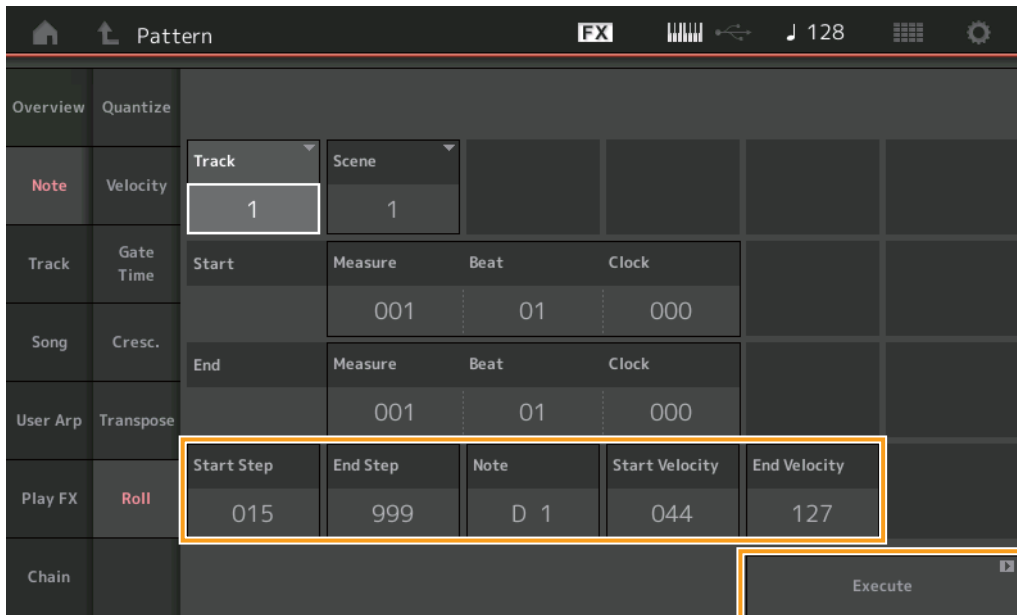 Pattern FX ♩ 128
Overview Quantize
Track Scene
Note Velocity
1 1
Track Gate Time Start Measure Beat Clock
001 01 000
Song Cresc.
End Measure Beat Clock
User Arp Transpose 001 01 000
Start Step End Step Note Start Velocity End Velocity
Play FX Roll 015 999 D 1 044 127
Chain Execute